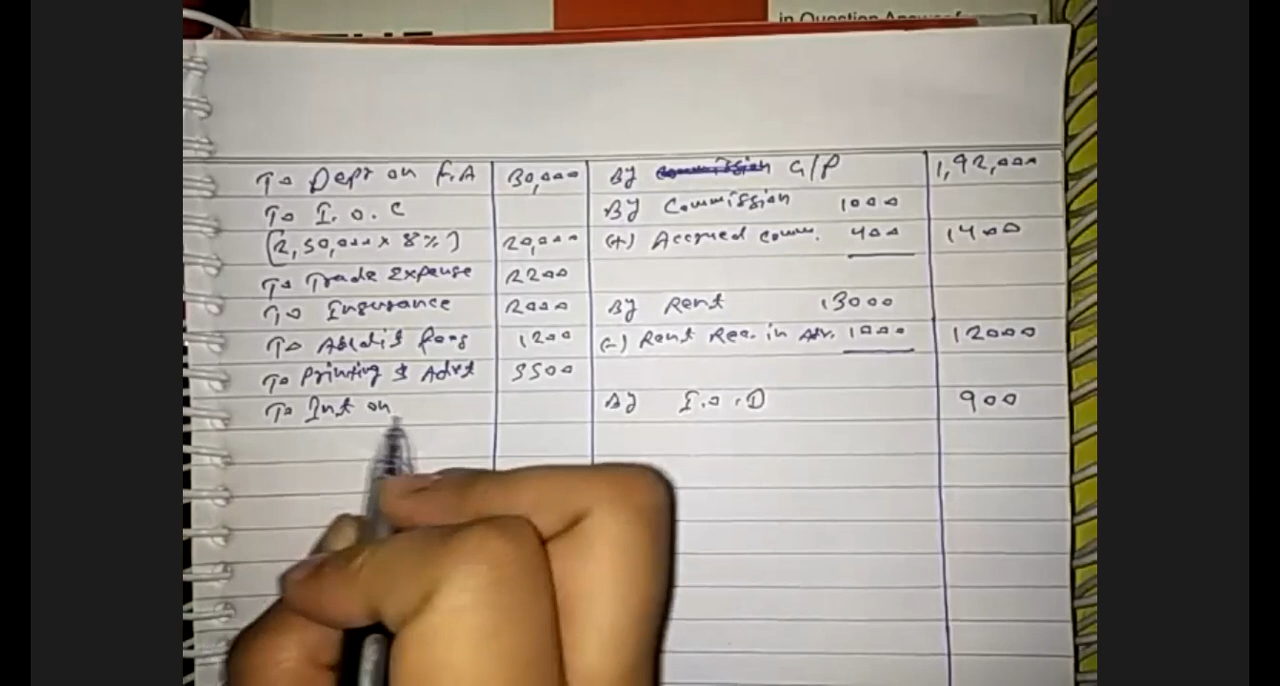 in Question Answer f
To Depr on F.A 30,000 By Commission G/P 1,92,000
To I.O.C By Commission 1000
(2,50,000 x 8%) 20,000 (+) Accrued Comm. 400 1400
To Trade Expense 2200
To Insurance 2000 By Rent 13000
To Audit fees 1200 (-) Rent Rec. in Adv. 1000 12000
To Printing & Advt 5500
To Int on By I.O.D 900